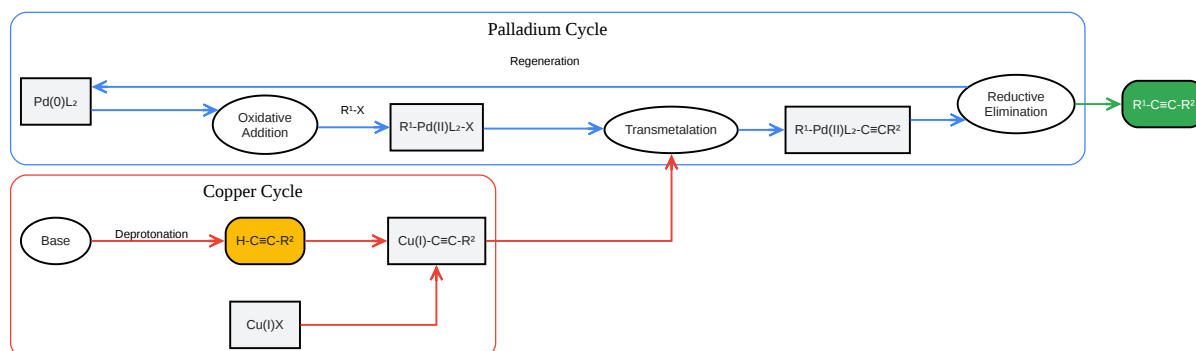 Palladium Cycle
Regeneration
Pd(0)L₂
Oxidative
Addition
R¹-X
R¹-Pd(II)L₂-X
Transmetalation
R¹-Pd(II)L₂-C≡CR²
Reductive
Elimination
R¹-C≡C-R²
Copper Cycle
Base
Deprotonation
H-C≡C-R²
Cu(I)-C≡C-R²
Cu(I)X